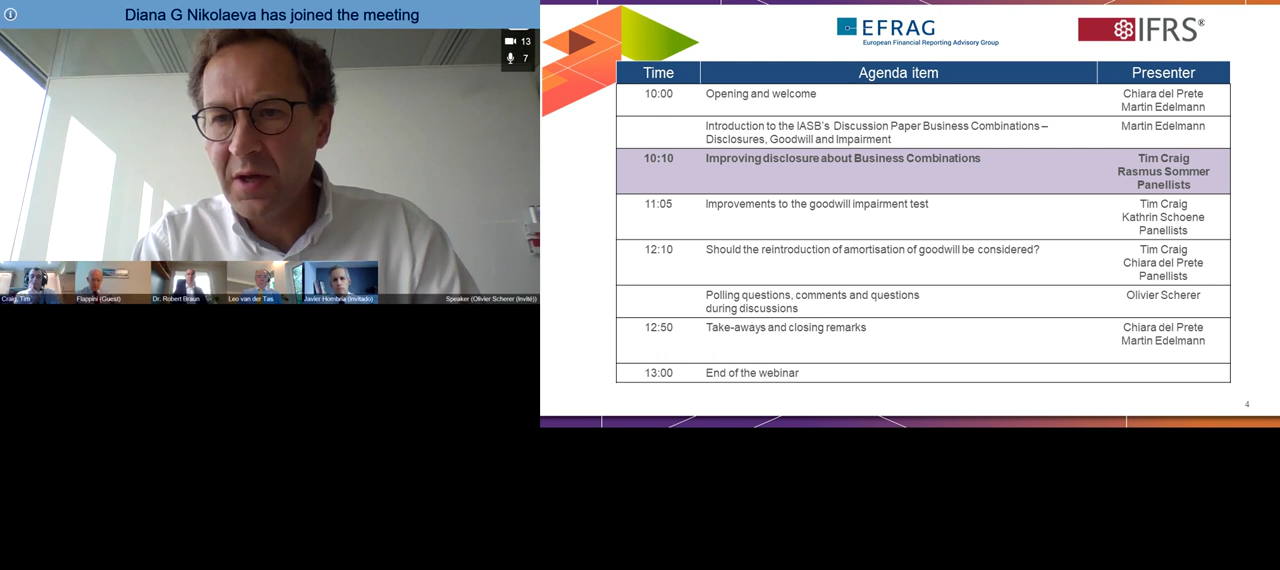 Diana G Nikolaeva has joined the meeting
13
7
Craig, Tim
Flappini (Guest)
Dr. Robert Braun
Leo van der Tas
Javier Hombria (Invitado)
Speaker (Olivier Scherer (Invité))
EFRAG
European Financial Reporting Advisory Group
IFRS®
Time Agenda item Presenter
10:00 Opening and welcome Chiara del Prete
Martin Edelmann
Introduction to the IASB's Discussion Paper Business Combinations – Martin Edelmann
Disclosures, Goodwill and Impairment
10:10 Improving disclosure about Business Combinations Tim Craig
Rasmus Sommer
Panellists
11:05 Improvements to the goodwill impairment test Tim Craig
Kathrin Schoene
Panellists
12:10 Should the reintroduction of amortisation of goodwill be considered? Tim Craig
Chiara del Prete
Panellists
Polling questions, comments and questions Olivier Scherer
during discussions
12:50 Take-aways and closing remarks Chiara del Prete
Martin Edelmann
13:00 End of the webinar
4